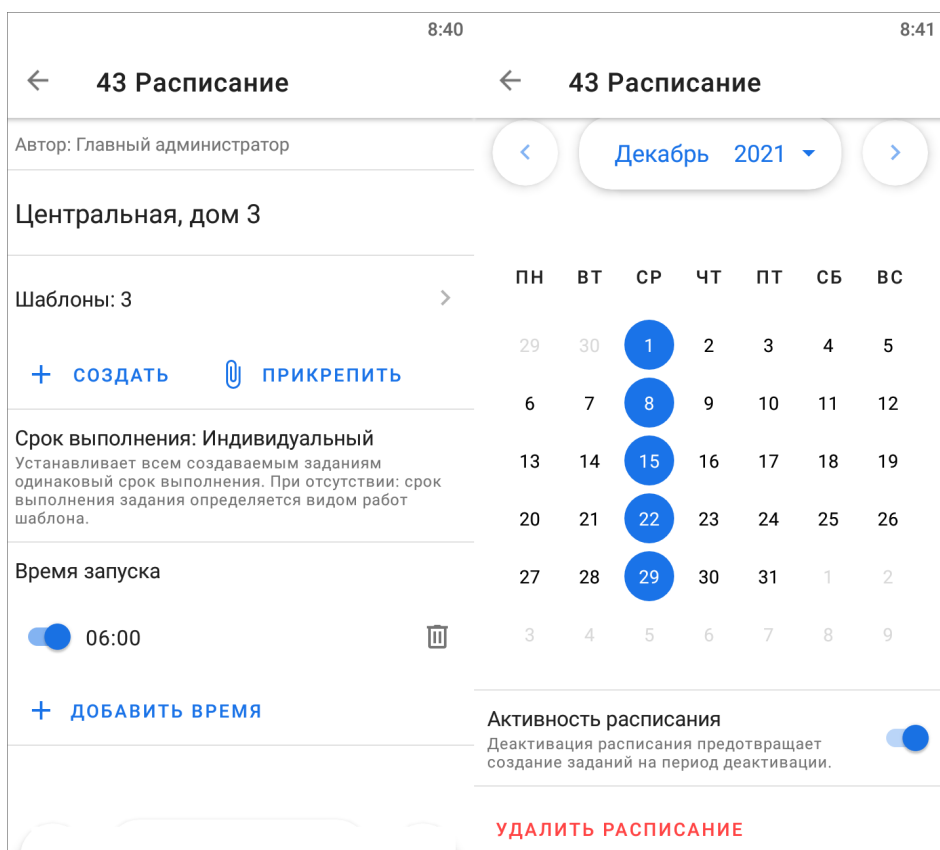 8:40
43 Расписание
Автор: Главный администратор
Центральная, дом 3
Шаблоны: 3
+ СОЗДАТЬ ПРИКРЕПИТЬ
Срок выполнения: Индивидуальный
Устанавливает всем создаваемым заданиям
одинаковый срок выполнения. При отсутствии: срок
выполнения задания определяется видом работ
шаблона.
Время запуска
06:00
+ ДОБАВИТЬ ВРЕМЯ
8:41
43 Расписание
Декабрь 2021
ПН ВТ СР ЧТ ПТ СБ ВС
29 30 1 2 3 4 5
6 7 8 9 10 11 12
13 14 15 16 17 18 19
20 21 22 23 24 25 26
27 28 29 30 31 1 2
3 4 5 6 7 8 9
Активность расписания
Деактивация расписания предотвращает
создание заданий на период деактивации.
УДАЛИТЬ РАСПИСАНИЕ